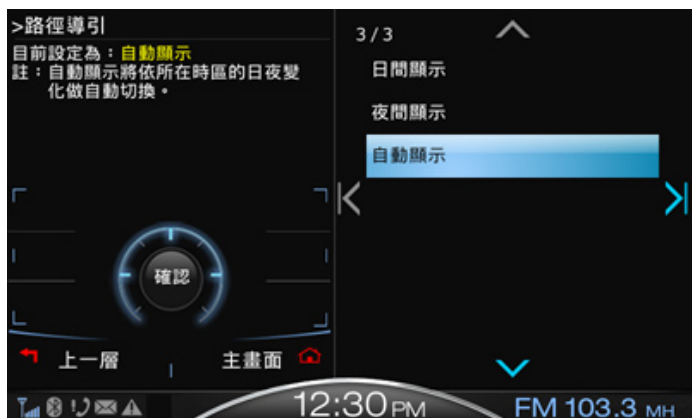 >路徑導引
目前設定為：自動顯示
註：自動顯示將依所在時區的日夜變
化做自動切換。
確認
上一層
主畫面
3/3
日間顯示
夜間顯示
自動顯示
12:30 PM
FM 103.3 MH